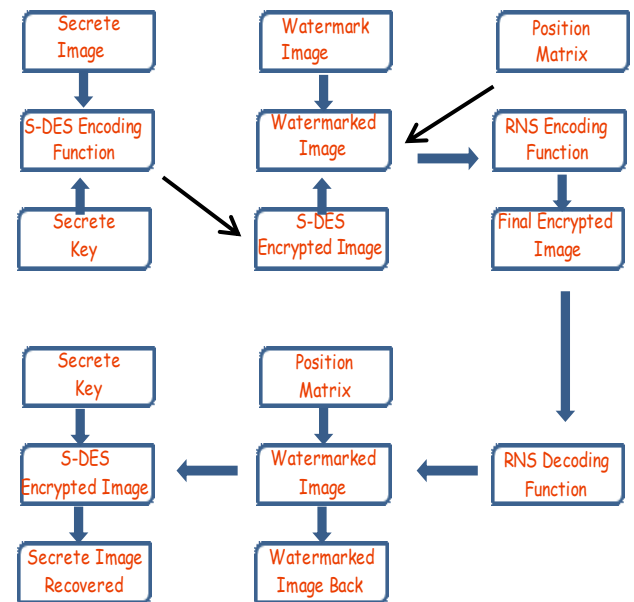 Secrete
Image
Watermark
Image
Position
Matrix
S-DES Encoding
Function
Watermarked
Image
RNS Encoding
Function
Secrete
Key
S-DES
Encrypted Image
Final Encrypted
Image
Secrete
Key
Position
Matrix
S-DES
Encrypted Image
Watermarked
Image
RNS Decoding
Function
Secrete Image
Recovered
Watermarked
Image Back